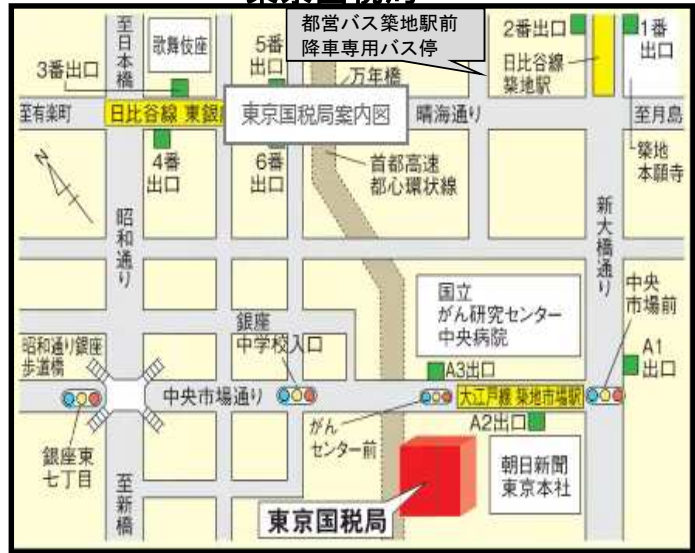 都営バス築地駅前
降車専用バス停
至日本橋
歌舞伎座
5番
出口
3番出口
万年橋
2番出口
日比谷線
築地駅
1番
出口
至有楽町
日比谷線 東銀
東京国税局案内図
晴海通り
至月島
4番
出口
6番
出口
首都高速
都心環状線
築地
本願寺
N
昭和通り
新大橋通り
国立
がん研究センター
中央病院
中央
市場前
銀座
中学校入口
昭和通り銀座
歩道橋
A3出口
A1
出口
中央市場通り
大江戸線 築地市場駅
がん
センター前
A2出口
銀座東
七丁目
至新橋
朝日新聞
東京本社
東京国税局